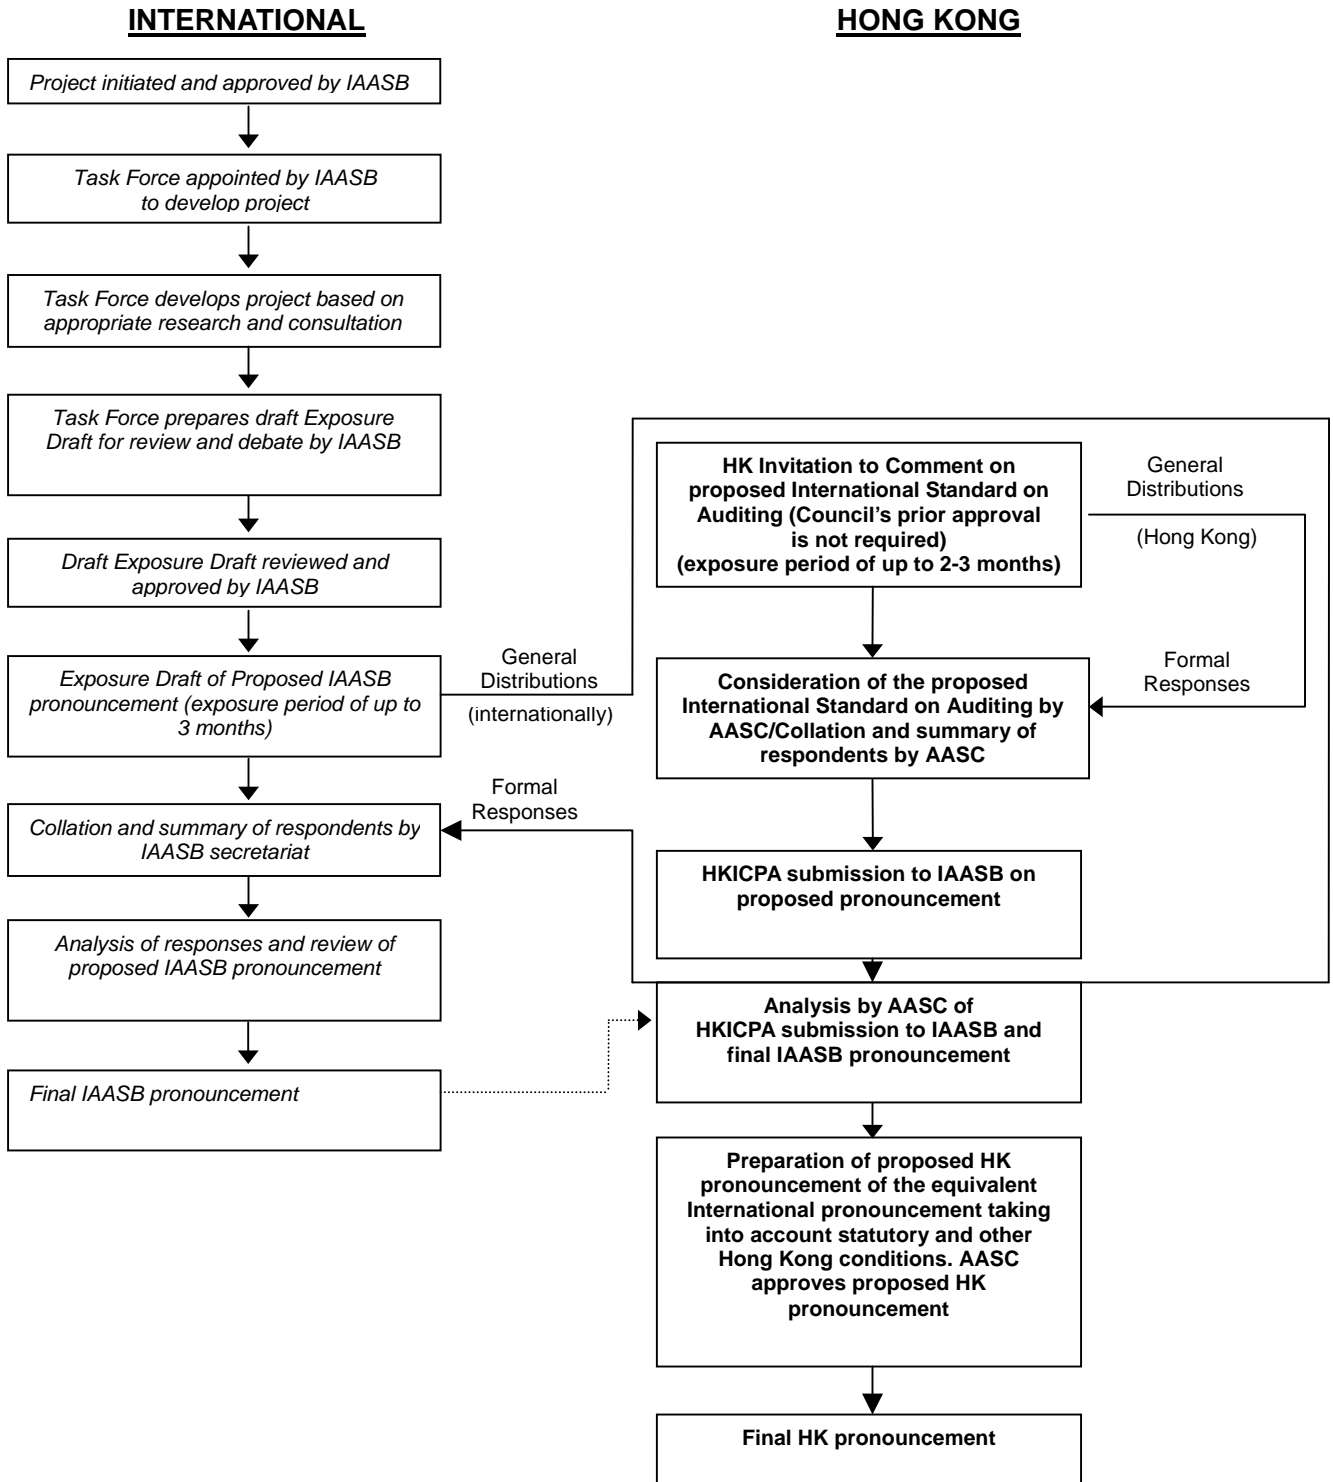 INTERNATIONAL
Project initiated and approved by IAASB
Task Force appointed by IAASB
to develop project
Task Force develops project based on
appropriate research and consultation
Task Force prepares draft Exposure
Draft for review and debate by IAASB
Draft Exposure Draft reviewed and
approved by IAASB
Exposure Draft of Proposed IAASB
pronouncement (exposure period of up to
3 months)
General
Distributions
(internationally)
Formal
Responses
Collation and summary of respondents by
IAASB secretariat
Analysis of responses and review of
proposed IAASB pronouncement
Final IAASB pronouncement
HONG KONG
HK Invitation to Comment on
proposed International Standard on
Auditing (Council's prior approval
is not required)
(exposure period of up to 2-3 months)
General
Distributions
(Hong Kong)
Formal
Responses
Consideration of the proposed
International Standard on Auditing by
AASC/Collation and summary of
respondents by AASC
HKICPA submission to IAASB on
proposed pronouncement
Analysis by AASC of
HKICPA submission to IAASB and
final IAASB pronouncement
Preparation of proposed HK
pronouncement of the equivalent
International pronouncement taking
into account statutory and other
Hong Kong conditions. AASC
approves proposed HK
pronouncement
Final HK pronouncement